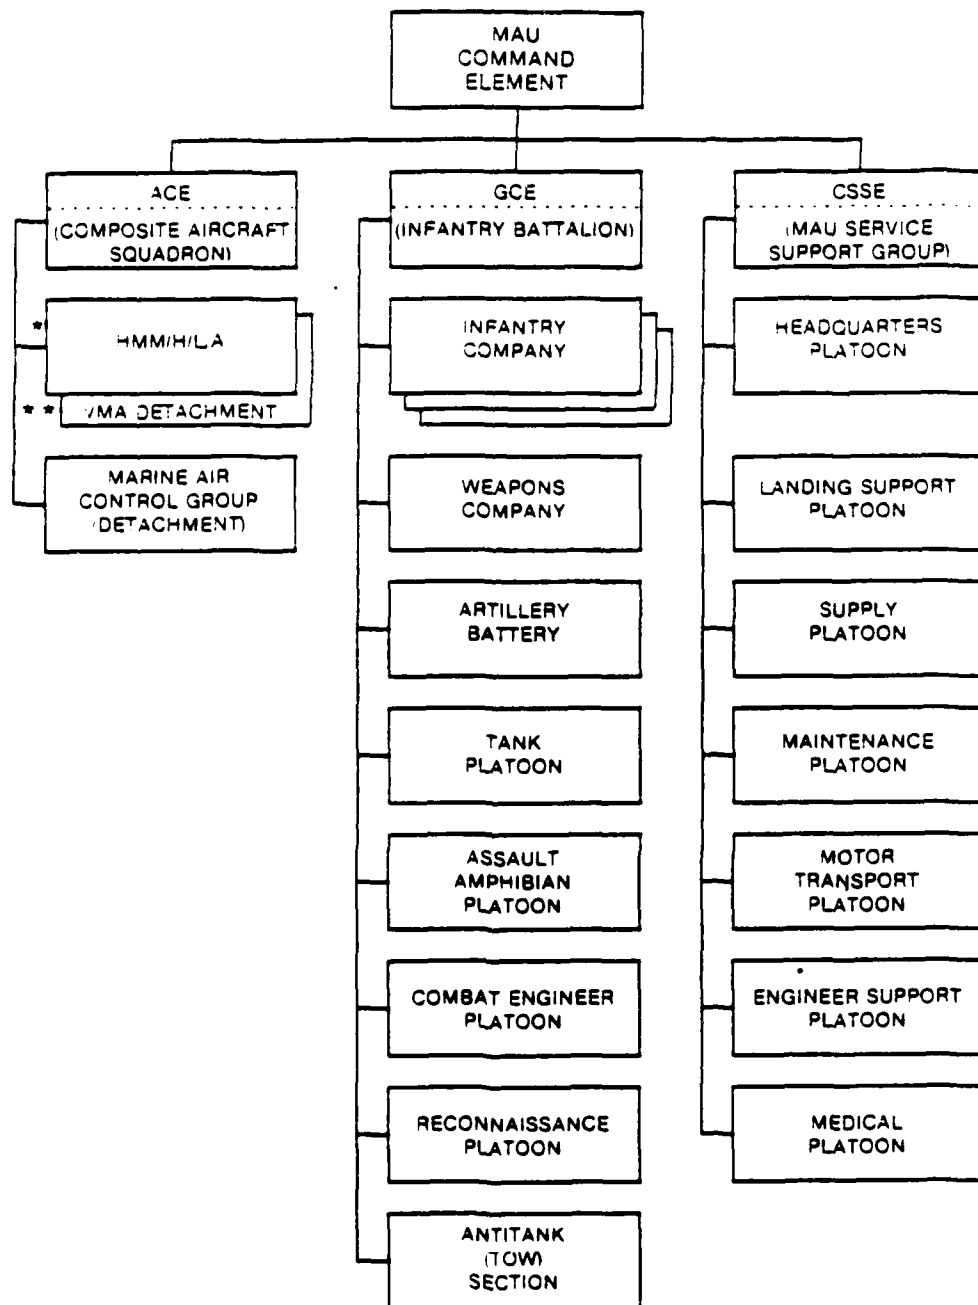 MAU
COMMAND
ELEMENT
ACE
(COMPOSITE AIRCRAFT
SQUADRON)
*
HMM/H/L/A
* *
VMA DETACHMENT
MARINE AIR
CONTROL GROUP
(DETACHMENT)
GCE
(INFANTRY BATTALION)
INFANTRY
COMPANY
WEAPONS
COMPANY
ARTILLERY
BATTERY
TANK
PLATOON
ASSAULT
AMPHIBIAN
PLATOON
COMBAT ENGINEER
PLATOON
RECONNAISSANCE
PLATOON
ANTITANK
(TOW)
SECTION
CSSE
(MAU SERVICE
SUPPORT GROUP)
HEADQUARTERS
PLATOON
LANDING SUPPORT
PLATOON
SUPPLY
PLATOON
MAINTENANCE
PLATOON
MOTOR
TRANSPORT
PLATOON
ENGINEER SUPPORT
PLATOON
MEDICAL
PLATOON